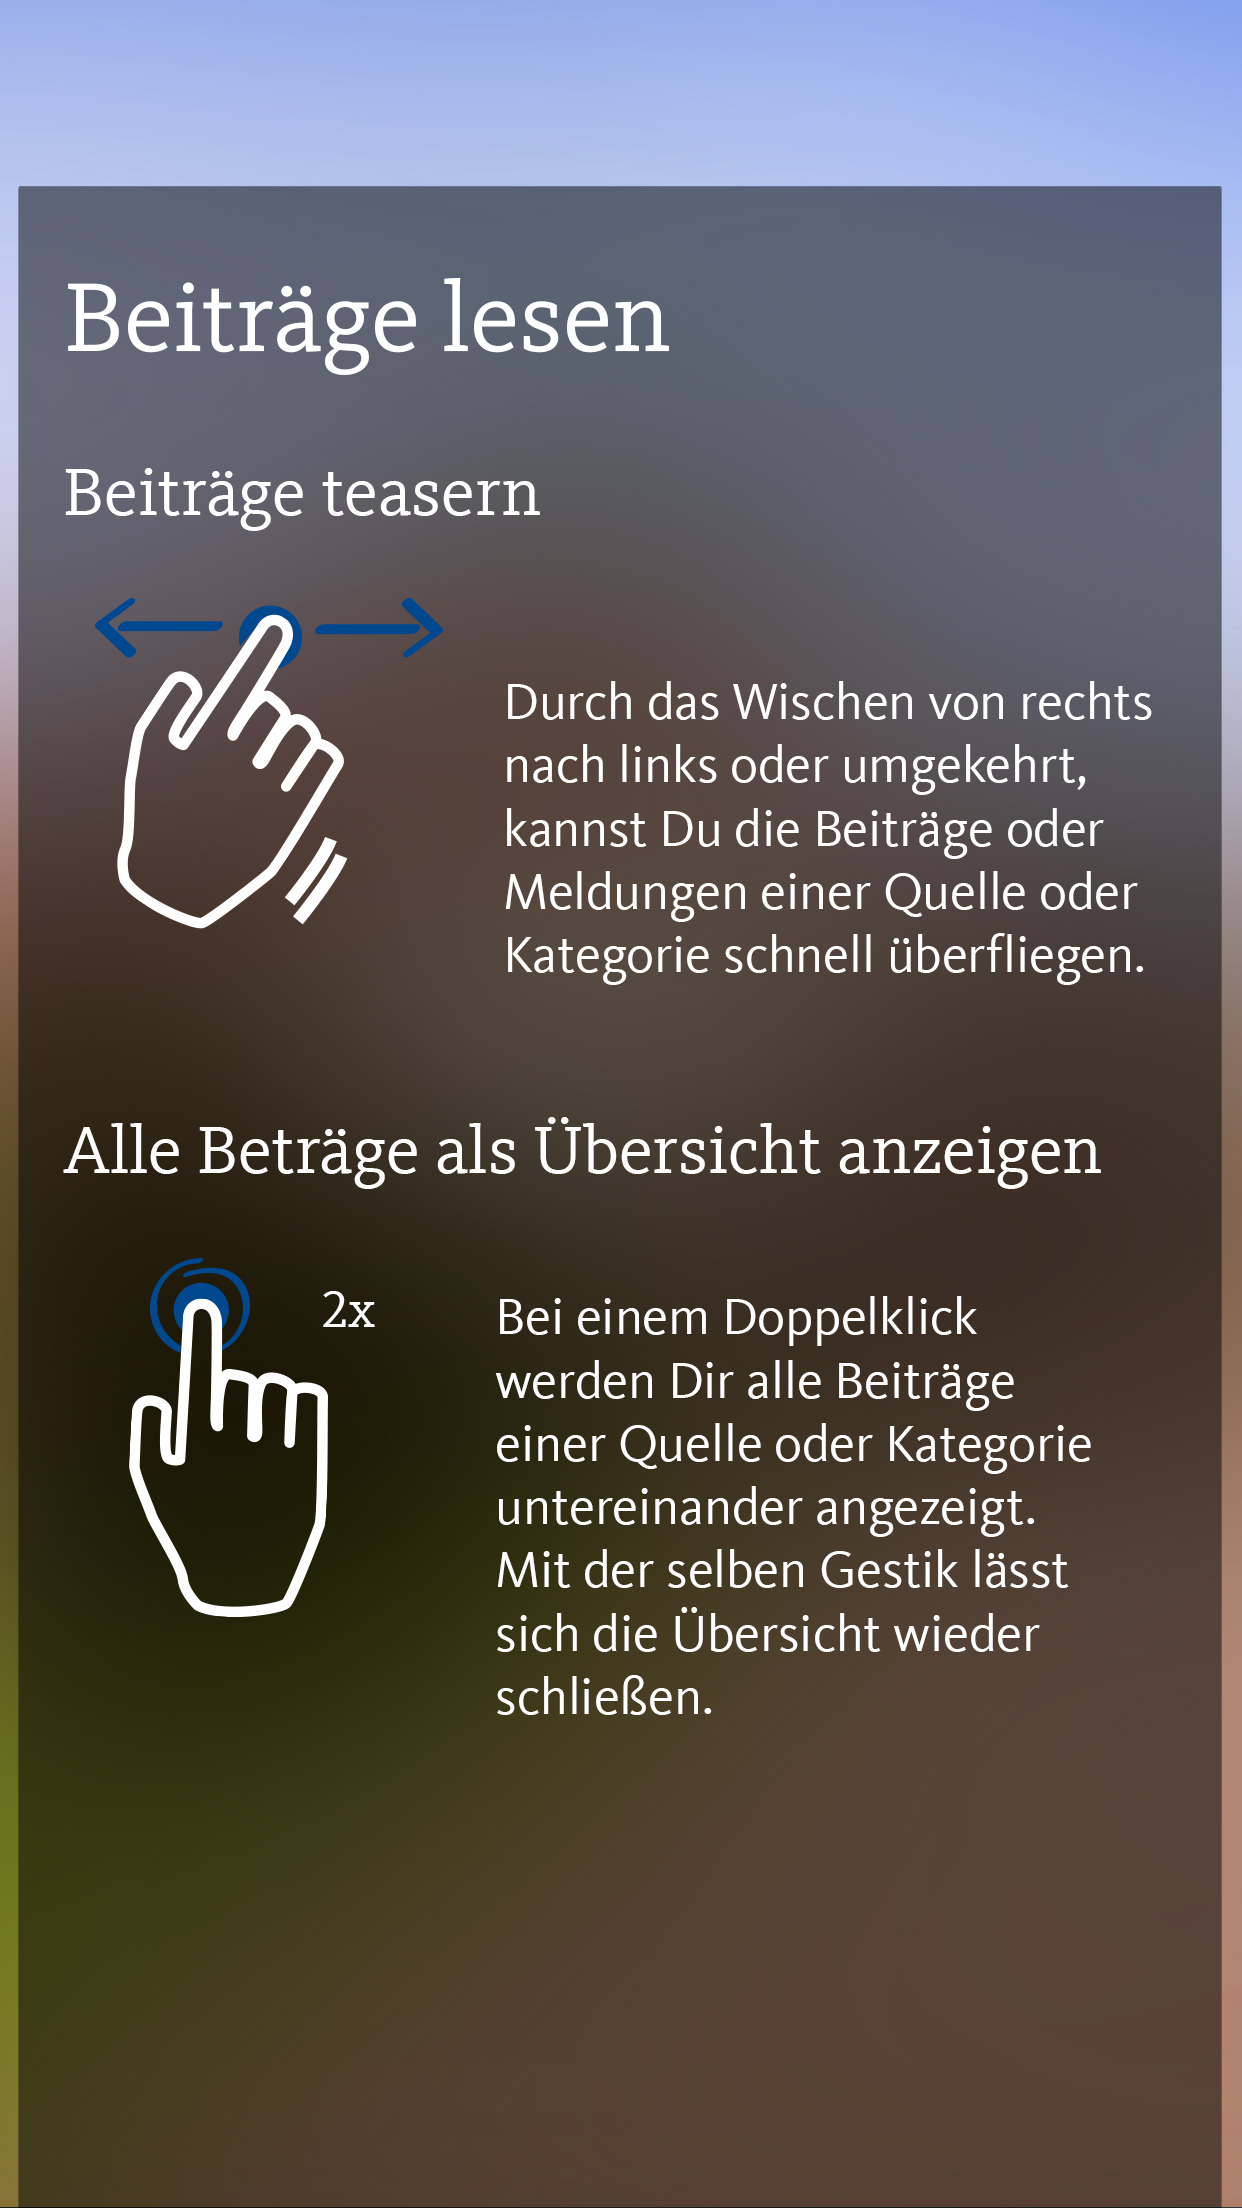 Beiträge lesen
Beiträge teasern
Durch das Wischen von rechts
nach links oder umgekehrt,
kannst Du die Beiträge oder
Meldungen einer Quelle oder
Kategorie schnell überfliegen.
Alle Beträge als Übersicht anzeigen
2x
Bei einem Doppelklick
werden Dir alle Beiträge
einer Quelle oder Kategorie
untereinander angezeigt.
Mit der selben Gestik lässt
sich die Übersicht wieder
schließen.